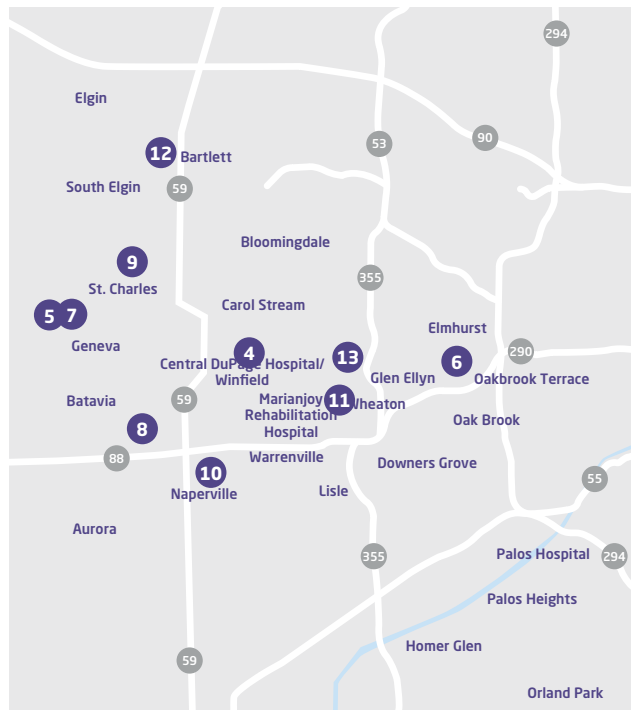 294
Elgin
90
53
12 Bartlett
South Elgin
59
Bloomingdale
9
355
St. Charles
Carol Stream
5 7
Elmhurst
Geneva
4
13
6
290
Central DuPage Hospital/
Winfield
Glen Ellyn
Oakbrook Terrace
Batavia
59
Marianjoy
Rehabilitation
Hospital
11
Wheaton
Oak Brook
8
88
Warrenville
Downers Grove
10
Naperville
Lisle
55
Aurora
355
Palos Hospital
294
Palos Heights
Homer Glen
59
Orland Park